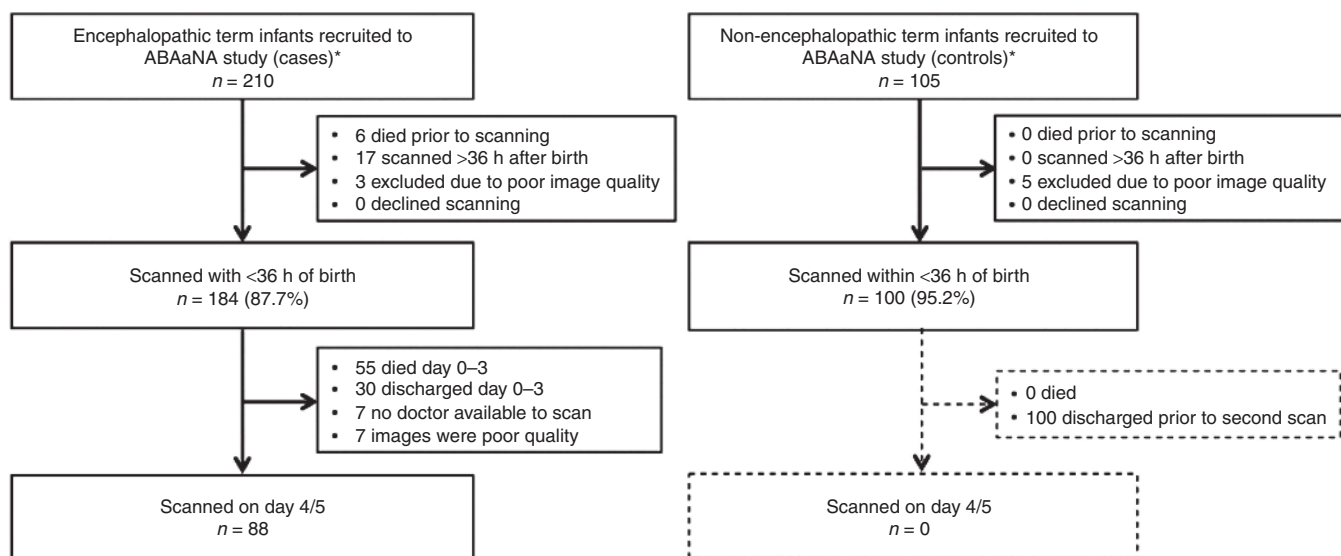 Encephalopathic term infants recruited to
ABAaNA study (cases)*
n = 210
• 6 died prior to scanning
• 17 scanned >36 h after birth
• 3 excluded due to poor image quality
• 0 declined scanning
Scanned with <36 h of birth
n = 184 (87.7%)
• 55 died day 0–3
• 30 discharged day 0–3
• 7 no doctor available to scan
• 7 images were poor quality
Scanned on day 4/5
n = 88
Non-encephalopathic term infants recruited to
ABAaNA study (controls)*
n = 105
• 0 died prior to scanning
• 0 scanned >36 h after birth
• 5 excluded due to poor image quality
• 0 declined scanning
Scanned within <36 h of birth
n = 100 (95.2%)
• 0 died
• 100 discharged prior to second scan
Scanned on day 4/5
n = 0